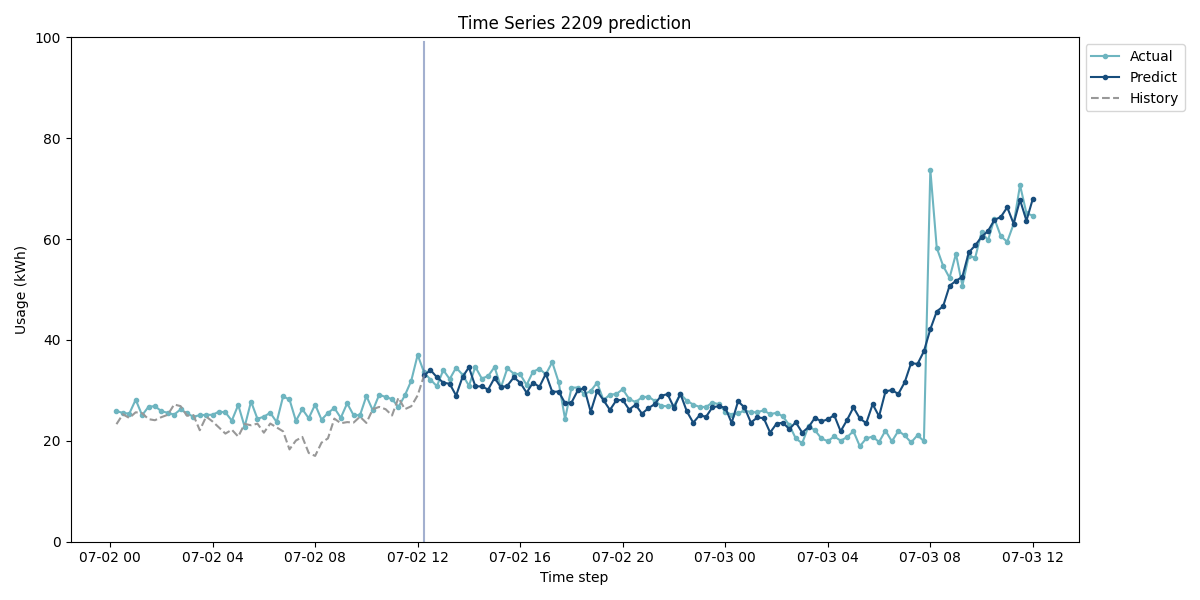 Time Series 2209 prediction
Usage (kWh)
100
80
60
40
20
0
07-02 00
07-02 04
07-02 08
07-02 12
07-02 16
07-02 20
07-03 00
07-03 04
07-03 08
07-03 12
Time step
Actual
Predict
History